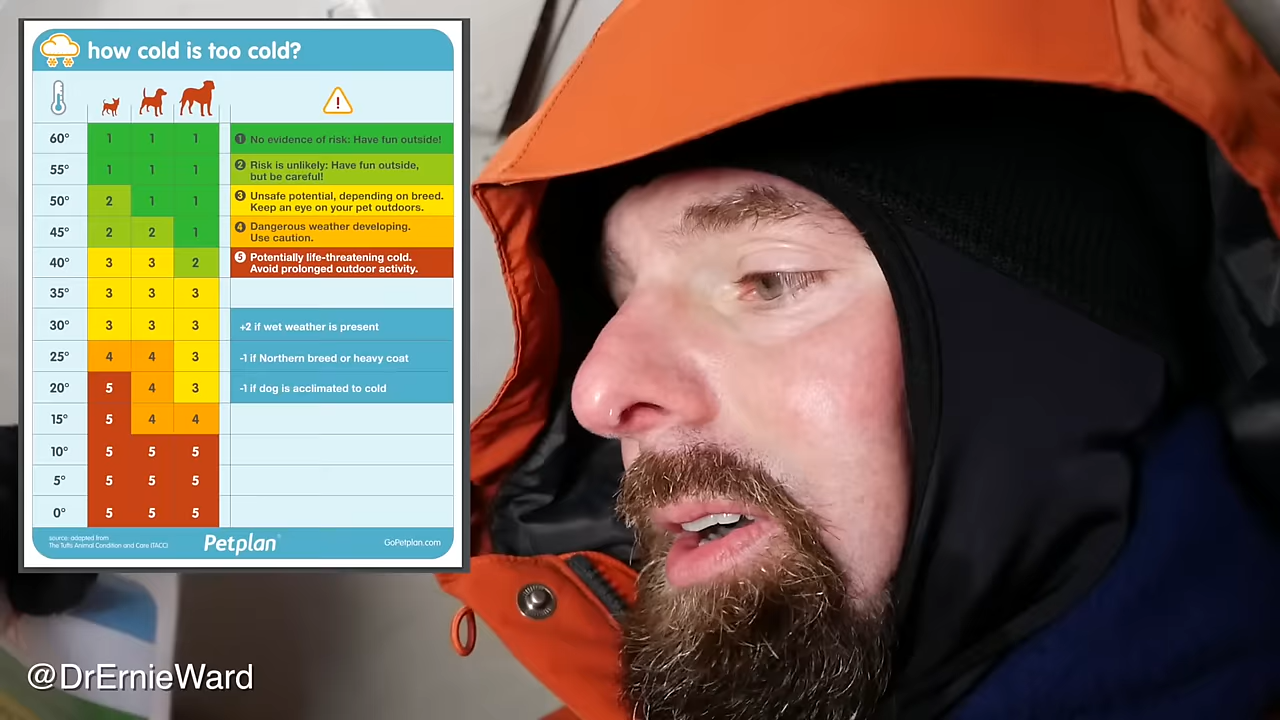 how cold is too cold?
60° 1 1 1
55° 1 1 1
50° 2 1 1
45° 2 2 1
40° 3 3 2
35° 3 3 3
30° 3 3 3
25° 4 4 3
20° 5 4 3
15° 5 4 4
10° 5 5 5
5° 5 5 5
0° 5 5 5
1 No evidence of risk: Have fun outside!
2 Risk is unlikely: Have fun outside,
but be careful!
3 Unsafe potential, depending on breed.
Keep an eye on your pet outdoors.
4 Dangerous weather developing.
Use caution.
5 Potentially life-threatening cold.
Avoid prolonged outdoor activity.
+2 if wet weather is present
-1 if Northern breed or heavy coat
-1 if dog is acclimated to cold
source: adapted from
The Tufts Animal Condition and Care (TACC)
Petplan®
GoPetplan.com
@DrErnieWard